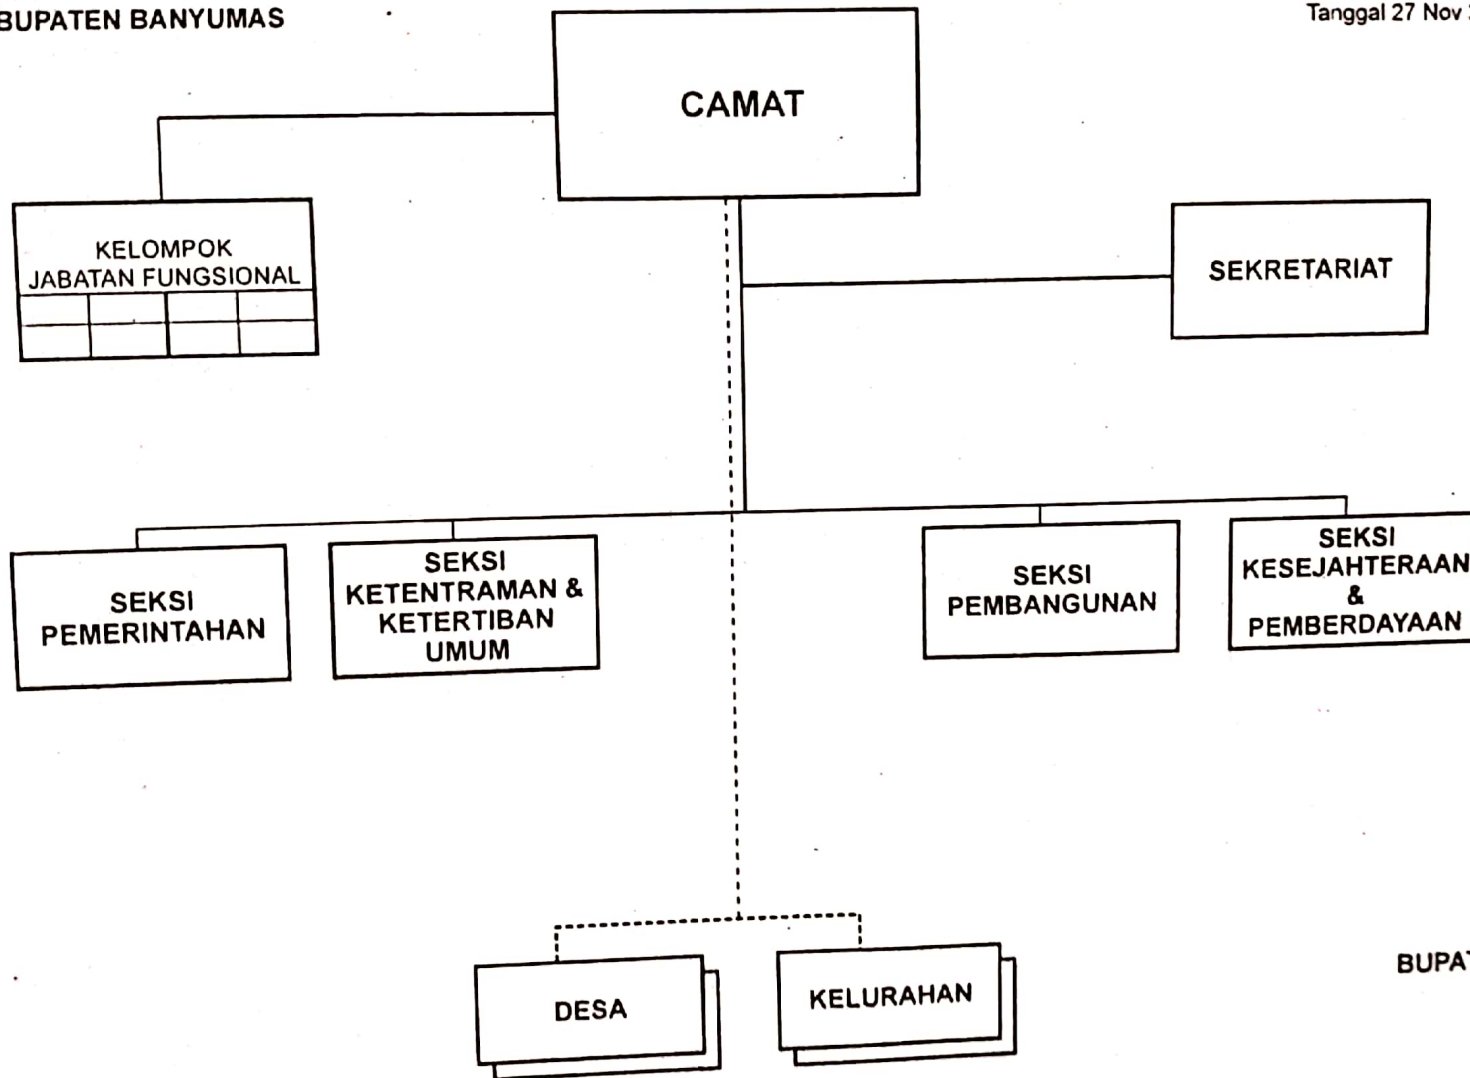 BUPATEN BANYUMAS
Tanggal 27 Nov
CAMAT
KELOMPOK
JABATAN FUNGSIONAL
SEKRETARIAT
SEKSI
PEMERINTAHAN
SEKSI
KETENTRAMAN &
KETERTIBAN
UMUM
SEKSI
PEMBANGUNAN
SEKSI
KESEJAHTERAAN
&
PEMBERDAYAAN
DESA
KELURAHAN
BUPAT